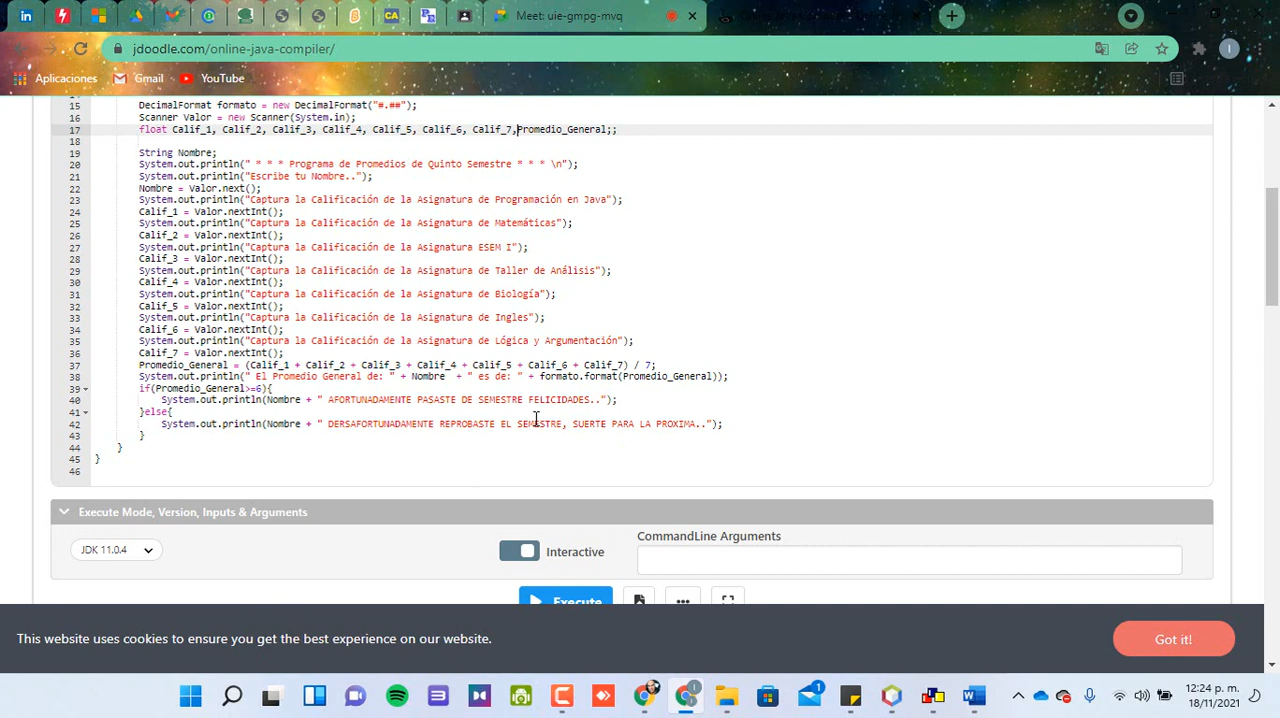 Meet: uie-gmpg-mvq
jdoodle.com/online-java-compiler/
Aplicaciones Gmail YouTube
15 DecimalFormat formato = new DecimalFormat("#.##");
16 Scanner Valor = new Scanner(System.in);
17 float Calif_1, Calif_2, Calif_3, Calif_4, Calif_5, Calif_6, Calif_7,Promedio_General;;
18
19 String Nombre;
20 System.out.println(" * * * Programa de Promedios de Quinto Semestre * * * \n");
21 System.out.println("Escribe tu Nombre..");
22 Nombre = Valor.next();
23 System.out.println("Captura la Calificación de la Asignatura de Programación en Java");
24 Calif_1 = Valor.nextInt();
25 System.out.println("Captura la Calificación de la Asignatura de Matemáticas");
26 Calif_2 = Valor.nextInt();
27 System.out.println("Captura la Calificación de la Asignatura ESEM I");
28 Calif_3 = Valor.nextInt();
29 System.out.println("Captura la Calificación de la Asignatura de Taller de Análisis");
30 Calif_4 = Valor.nextInt();
31 System.out.println("Captura la Calificación de la Asignatura de Biología");
32 Calif_5 = Valor.nextInt();
33 System.out.println("Captura la Calificación de la Asignatura de Ingles");
34 Calif_6 = Valor.nextInt();
35 System.out.println("Captura la Calificación de la Asignatura de Lógica y Argumentación");
36 Calif_7 = Valor.nextInt();
37 Promedio_General = (Calif_1 + Calif_2 + Calif_3 + Calif_4 + Calif_5 + Calif_6 + Calif_7) / 7;
38 System.out.println(" El Promedio General de: " + Nombre + " es de: " + formato.format(Promedio_General));
39 if(Promedio_General>=6){
40 System.out.println(Nombre + " AFORTUNADAMENTE PASASTE DE SEMESTRE FELICIDADES..");
41 }else{
42 System.out.println(Nombre + " DERSAFORTUNADAMENTE REPROBASTE EL SEMESTRE, SUERTE PARA LA PROXIMA..");
43 }
44 }
45 }
46
Execute Mode, Version, Inputs & Arguments
CommandLine Arguments
JDK 11.0.4 Interactive
Execute
This website uses cookies to ensure you get the best experience on our website. Got it!
12:24 p. m.
18/11/2021